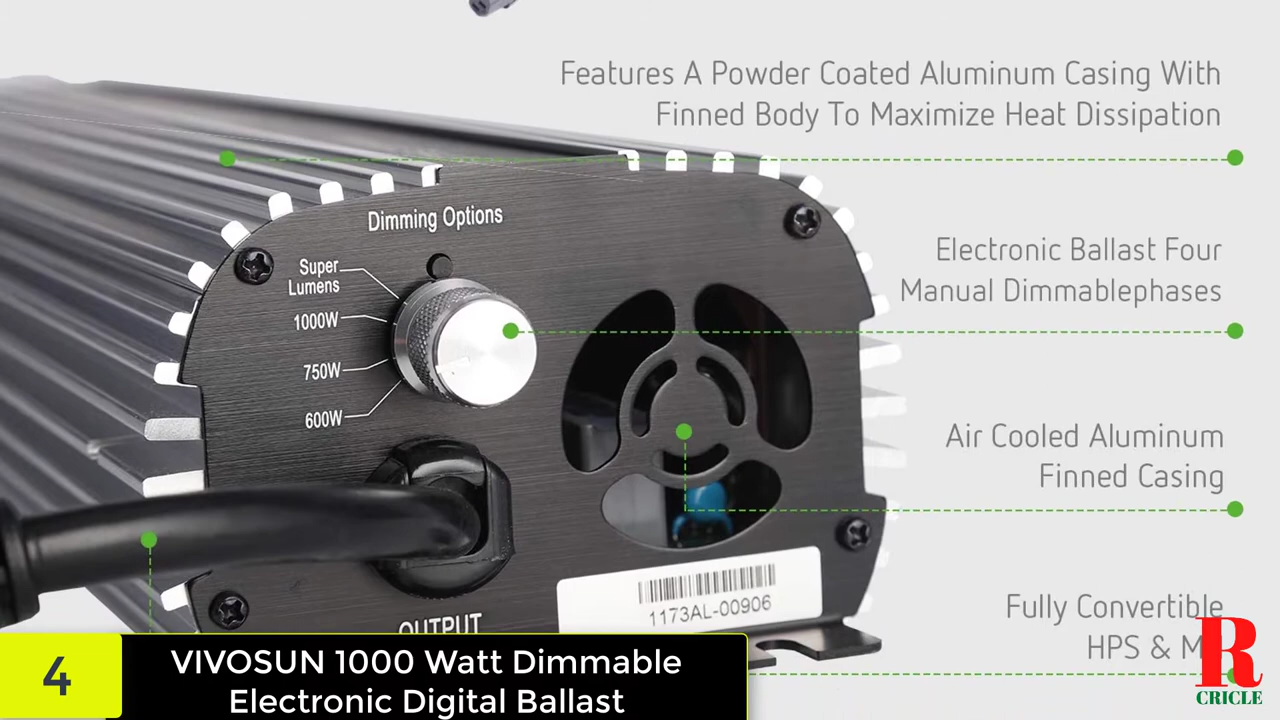 Features A Powder Coated Aluminum Casing With
Finned Body To Maximize Heat Dissipation
Dimming Options
Super
Lumens
1000W
750W
600W
Electronic Ballast Four
Manual Dimmablephases
Air Cooled Aluminum
Finned Casing
1173AL-00906
OUTPUT
Fully Convertible
HPS &
4
VIVOSUN 1000 Watt Dimmable
Electronic Digital Ballast
R
CRICLE